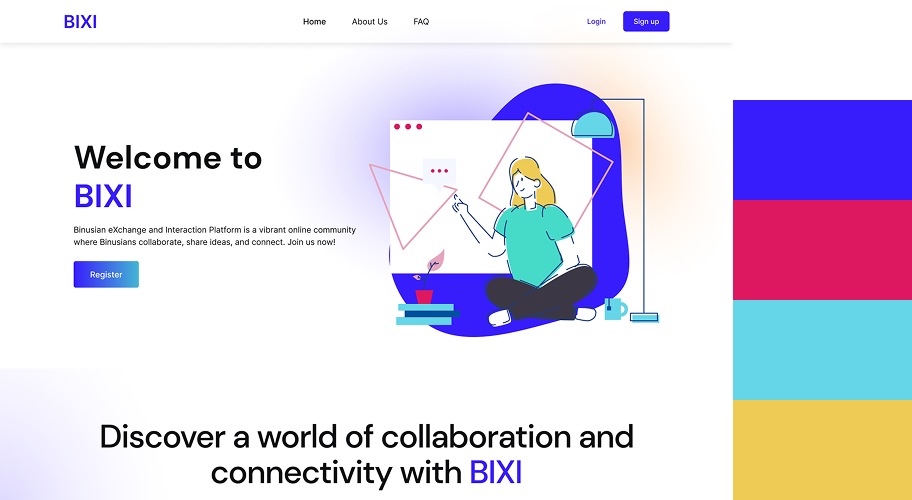 BIXI
Home About Us FAQ
Login Sign up
Welcome to
BIXI
Binusian eXchange and Interaction Platform is a vibrant online community
where Binusians collaborate, share ideas, and connect. Join us now!
Register
Discover a world of collaboration and
connectivity with BIXI